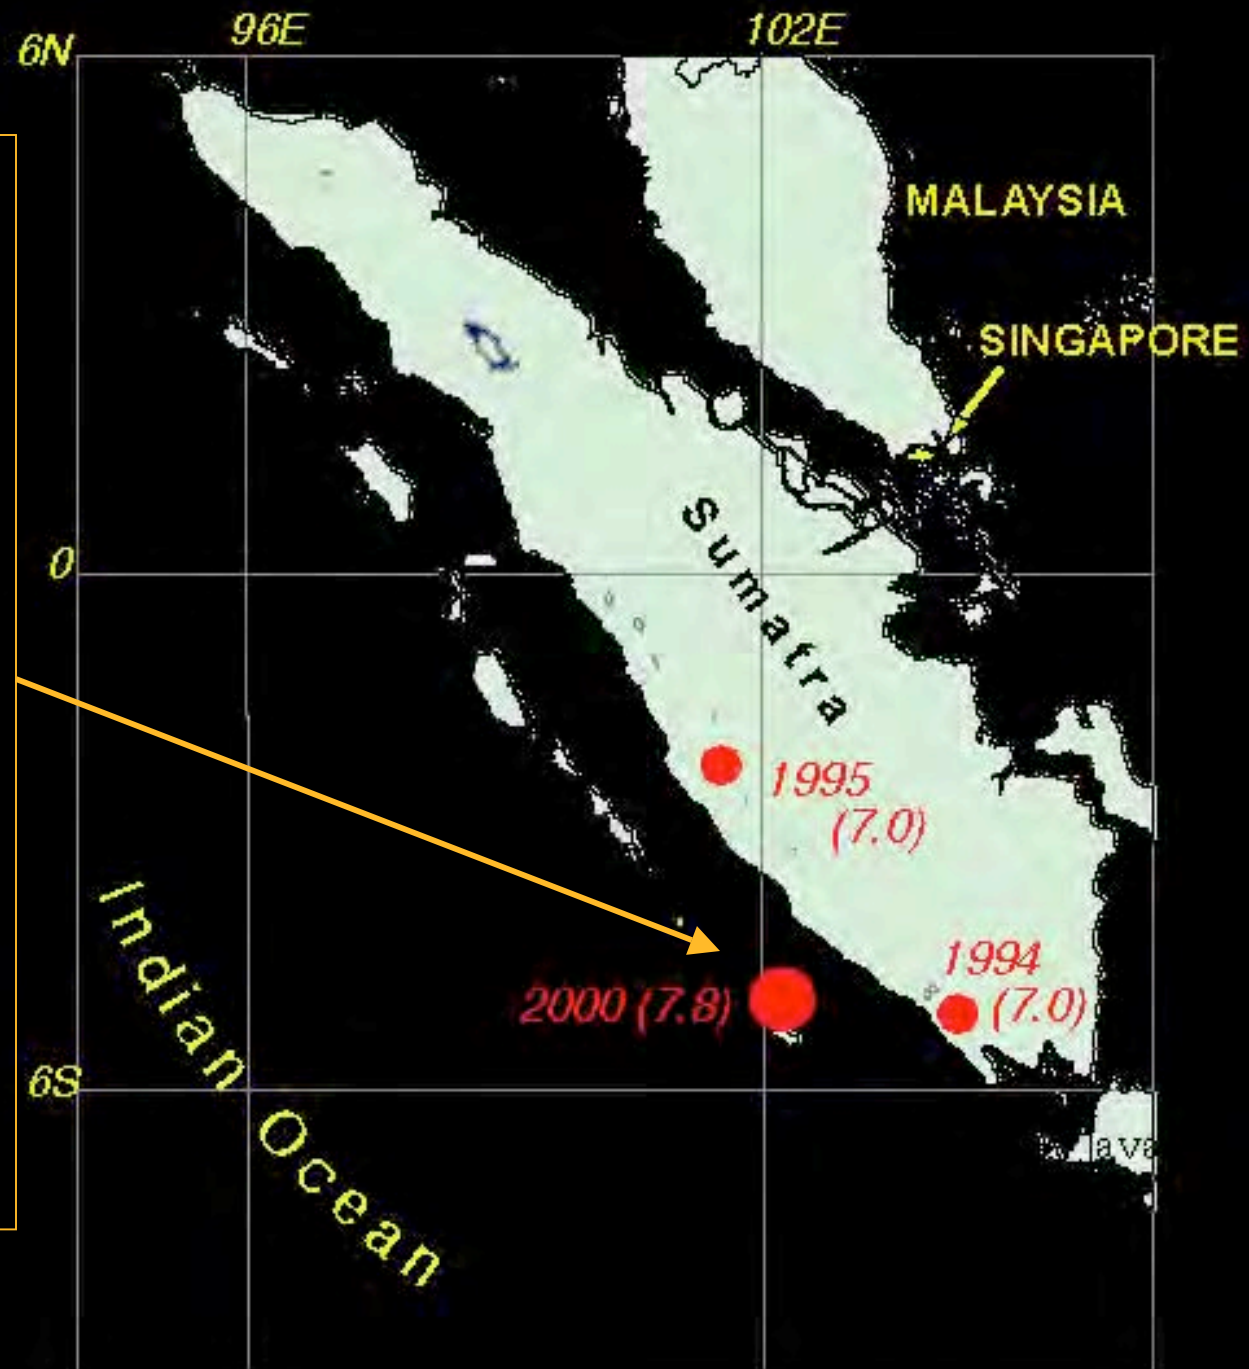 96E
102E
6N
MALAYSIA
SINGAPORE
Sumatra
0
1995
(7.0)
1994
(7.0)
2000 (7.8)
Indian Ocean
6S